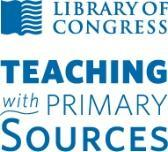 LIBRARY OF
CONGRESS
TEACHING
with PRIMARY
SOURCES